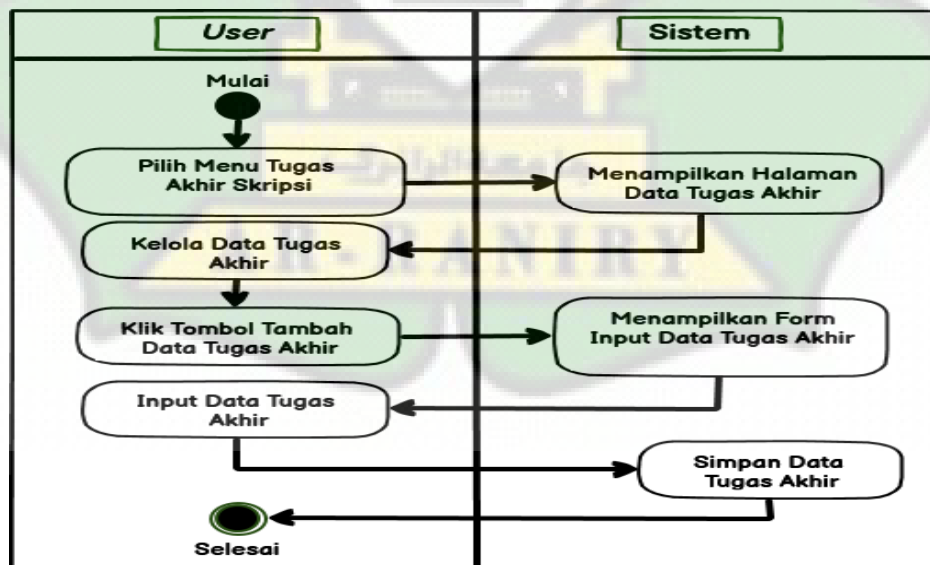 User
Sistem
Mulai
Pilih Menu Tugas
Akhir Skripsi
Menampilkan Halaman
Data Tugas Akhir
Kelola Data Tugas
Akhir
AR-RANIRY
Klik Tombol Tambah
Data Tugas Akhir
Menampilkan Form
Input Data Tugas Akhir
Input Data Tugas
Akhir
Simpan Data
Tugas Akhir
Selesai